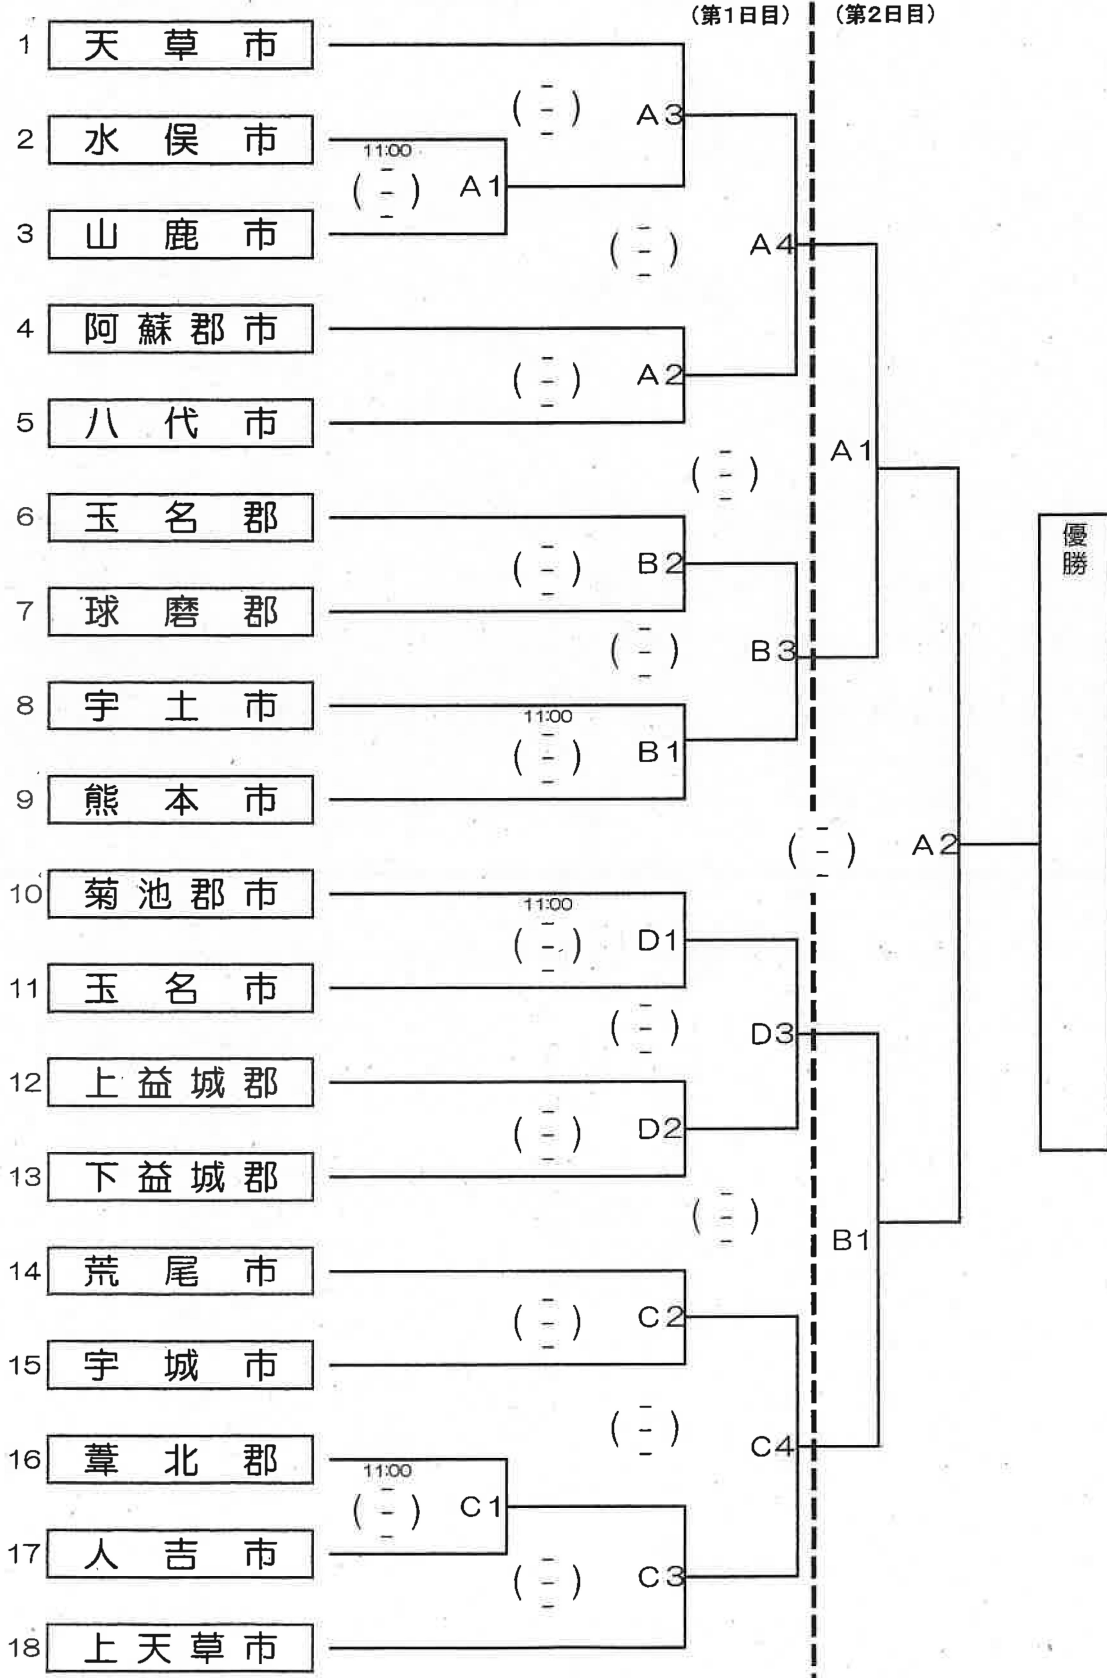 (第1日目) (第2日目)
1 天草市
( - - - ) A3
2 水俣市
11:00
( - - - ) A1
3 山鹿市
( - - - ) A4
4 阿蘇郡市
( - - - ) A2
5 八代市
( - - - ) A1
6 玉名郡
優勝
( - - - ) B2
7 球磨郡
( - - - ) B3
8 宇土市
11:00
( - - - ) B1
9 熊本市
( - - ) A2
10 菊池郡市
11:00
( - - - ) D1
11 玉名市
( - - - ) D3
12 上益城郡
( - - - ) D2
13 下益城郡
( - - - ) B1
14 荒尾市
( - - - ) C2
15 宇城市
( - - - ) C4
16 葦北郡
11:00
( - - - ) C1
17 人吉市
( - - - ) C3
18 上天草市